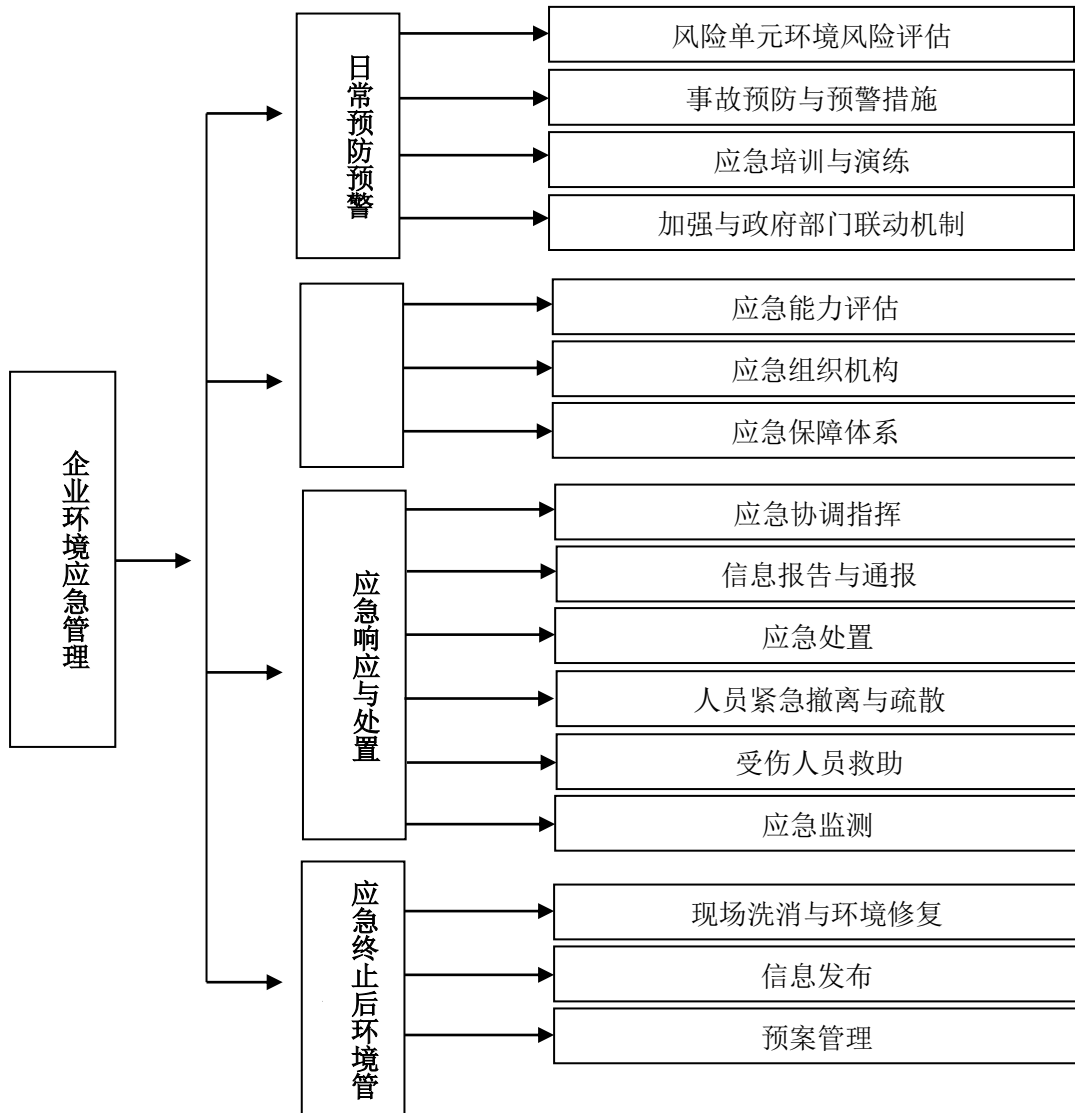 企业环境应急管理
日常预防预警
风险单元环境风险评估
事故预防与预警措施
应急培训与演练
加强与政府部门联动机制
应急能力评估
应急组织机构
应急保障体系
应急响应与处置
应急协调指挥
信息报告与通报
应急处置
人员紧急撤离与疏散
受伤人员救助
应急监测
应急终止后环境管
现场洗消与环境修复
信息发布
预案管理